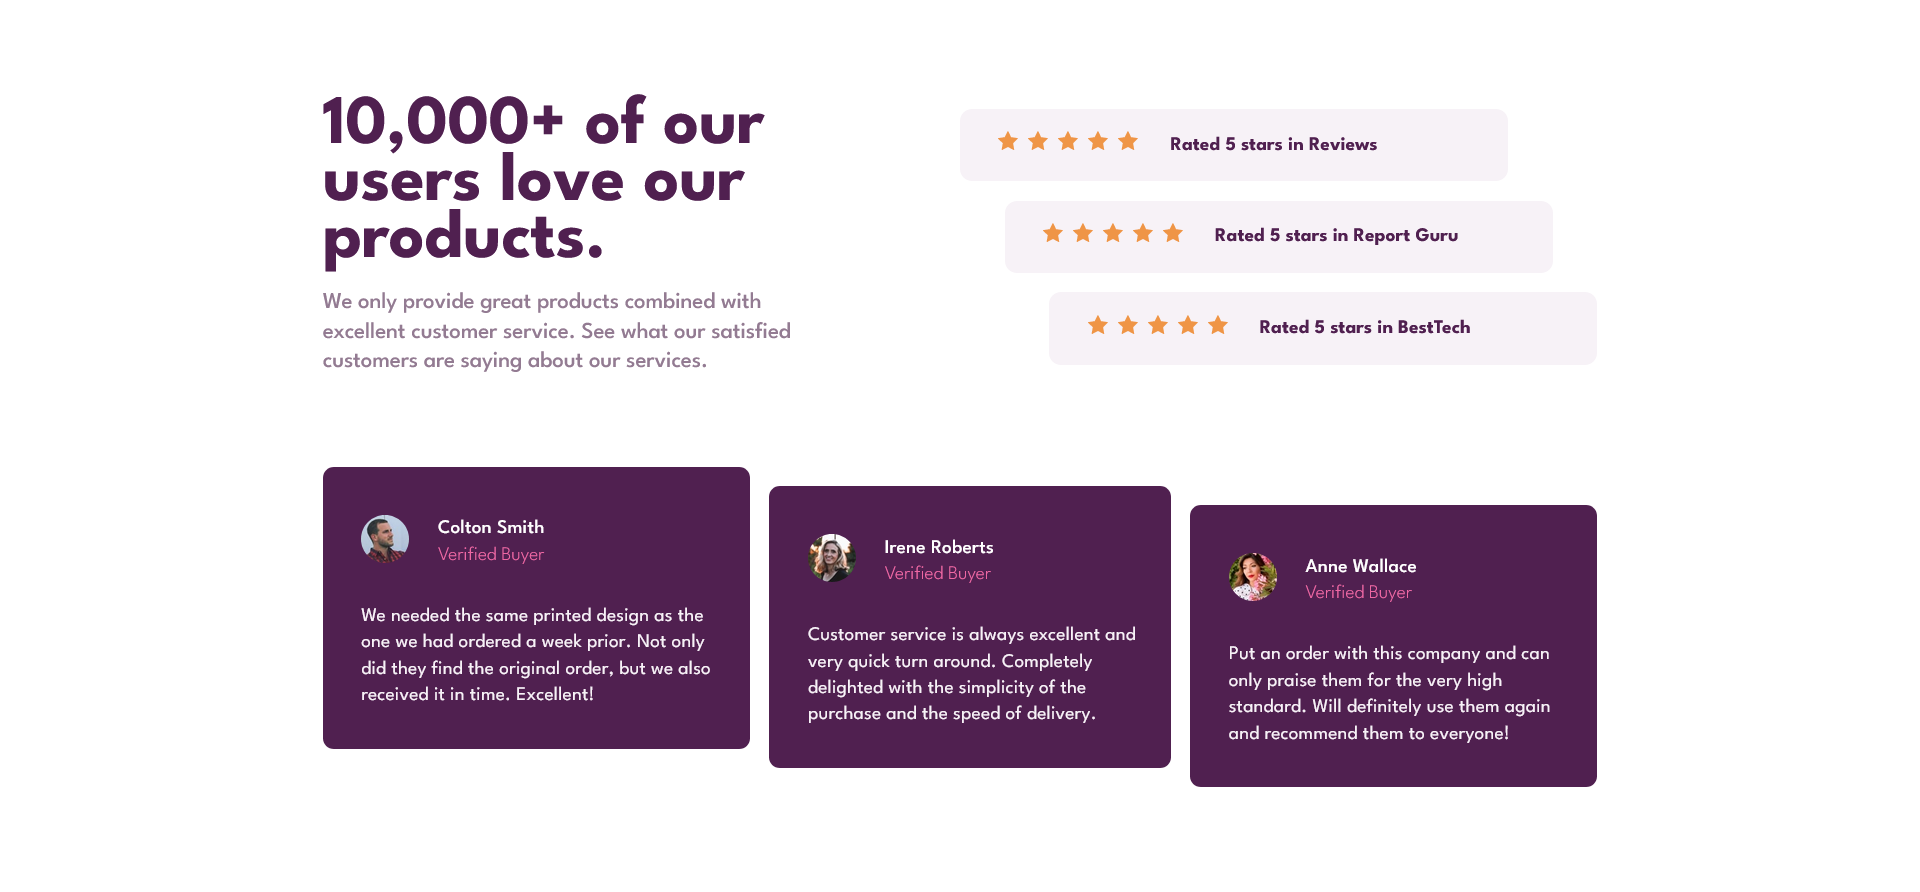 10,000+ of our
users love our
products.
We only provide great products combined with
excellent customer service. See what our satisfied
customers are saying about our services.
Rated 5 stars in Reviews
Rated 5 stars in Report Guru
Rated 5 stars in BestTech
Colton Smith
Verified Buyer
We needed the same printed design as the
one we had ordered a week prior. Not only
did they find the original order, but we also
received it in time. Excellent!
Irene Roberts
Verified Buyer
Customer service is always excellent and
very quick turn around. Completely
delighted with the simplicity of the
purchase and the speed of delivery.
Anne Wallace
Verified Buyer
Put an order with this company and can
only praise them for the very high
standard. Will definitely use them again
and recommend them to everyone!